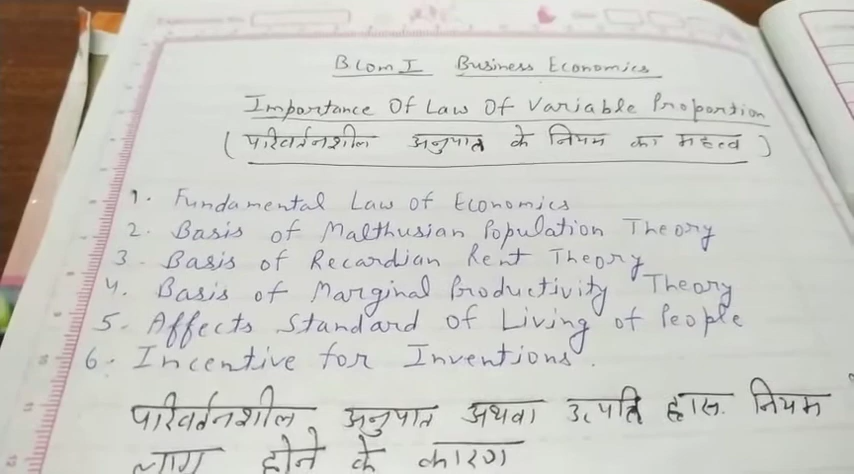 BCom I Business Economics
Importance Of Law Of Variable Proportion
(परिवर्तनशील अनुपात के नियम का महत्व)
1. Fundamental Law of Economics
2. Basis of Malthusian Population Theory
3. Basis of Recardian Rent Theory
4. Basis of Marginal Productivity Theory
5. Affects Standard of Living of People
6. Incentive for Inventions.
परिवर्तनशील अनुपात अथवा उत्पत्ति ह्रास नियम
लागू होने के कारण